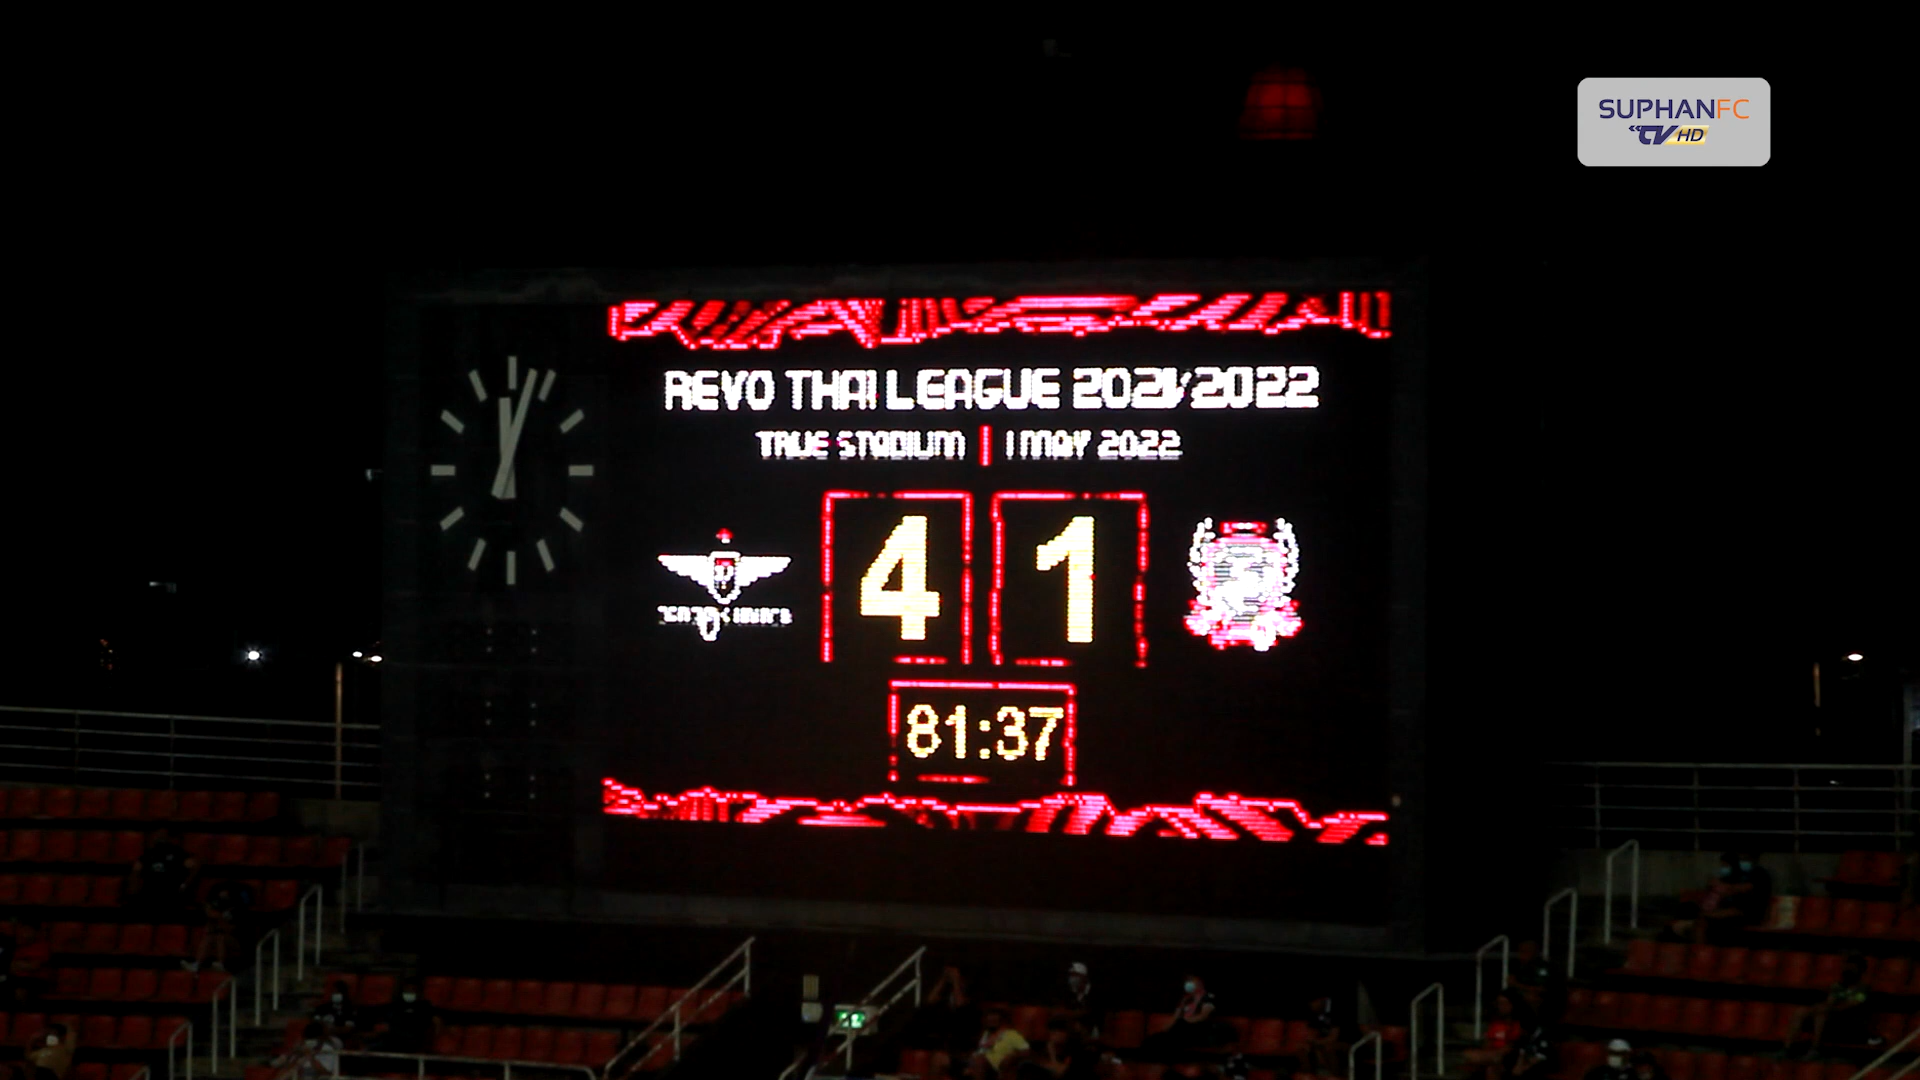 SUPHANFC
TV HD
REVO THAI LEAGUE 2021/2022
TRUE STADIUM | 1 MAY 2022
4 1
81:37